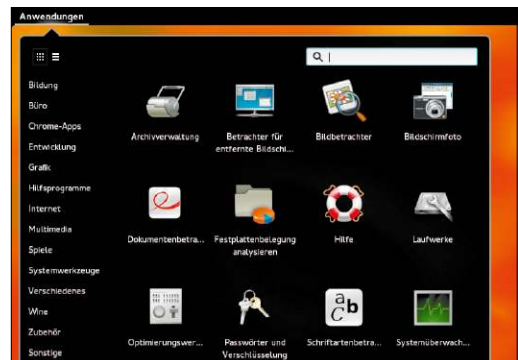 Anwendungen
Bildung
Büro
Chrome-Apps
Entwicklung
Grafik
Hilfsprogramme
Internet
Multimedia
Spiele
Systemwerkzeuge
Verschiedenes
Wine
Zubehör
Sonstige
Archivverwaltung
Betrachter für
entfernte Bildschi...
Bildbetrachter
Bildschirmfoto
Dokumentenbetra...
Festplattenbelegung
analysieren
Hilfe
Laufwerke
Optimierungswer...
Passwörter und
Verschlüsselung
a b
C
Schriftartenbetra...
Systemüberwach...